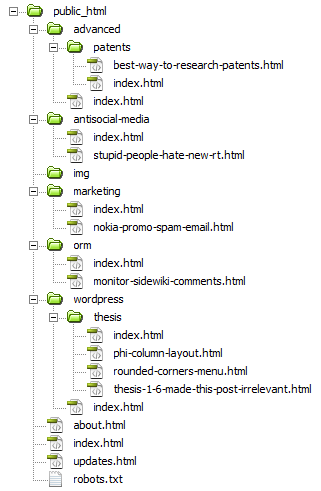 public_html
advanced
patents
best-way-to-research-patents.html
index.html
index.html
antisocial-media
index.html
stupid-people-hate-new-rt.html
img
marketing
index.html
nokia-promo-spam-email.html
orm
index.html
monitor-sidewiki-comments.html
wordpress
thesis
index.html
phi-column-layout.html
rounded-corners-menu.html
thesis-1-6-made-this-post-irrelevant.html
index.html
about.html
index.html
updates.html
robots.txt